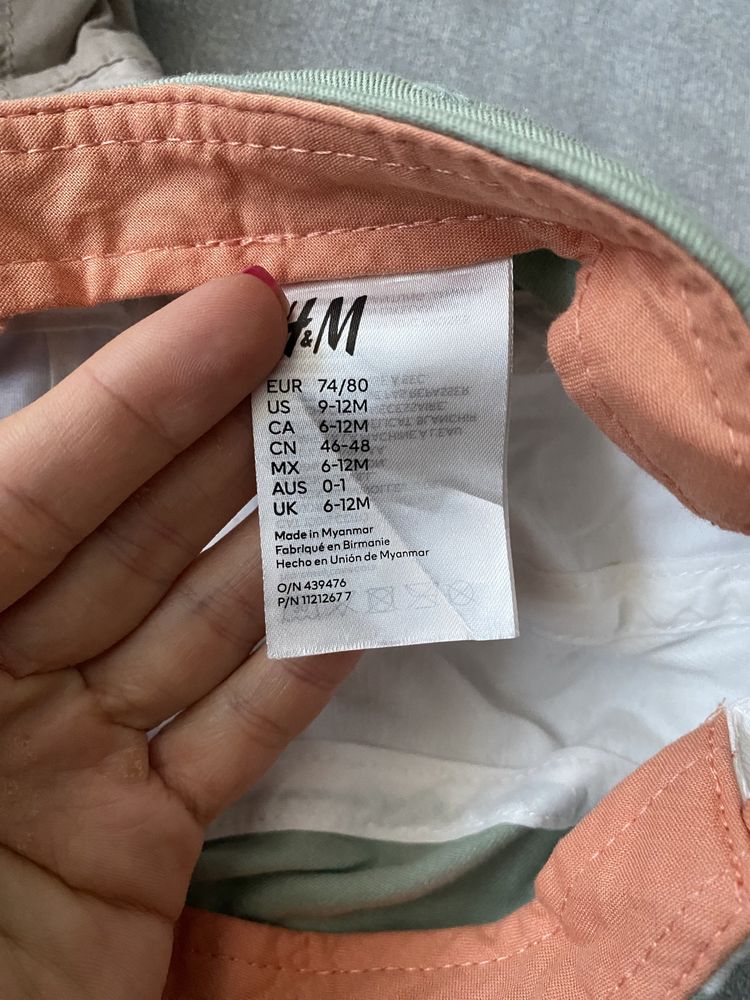 H&M
EUR 74/80
US 9-12M
CA 6-12M
CN 46-48
MX 6-12M
AUS 0-1
UK 6-12M
Made in Myanmar
Fabriqué en Birmanie
Hecho en Unión de Myanmar
O/N 439476
P/N 1121267 7